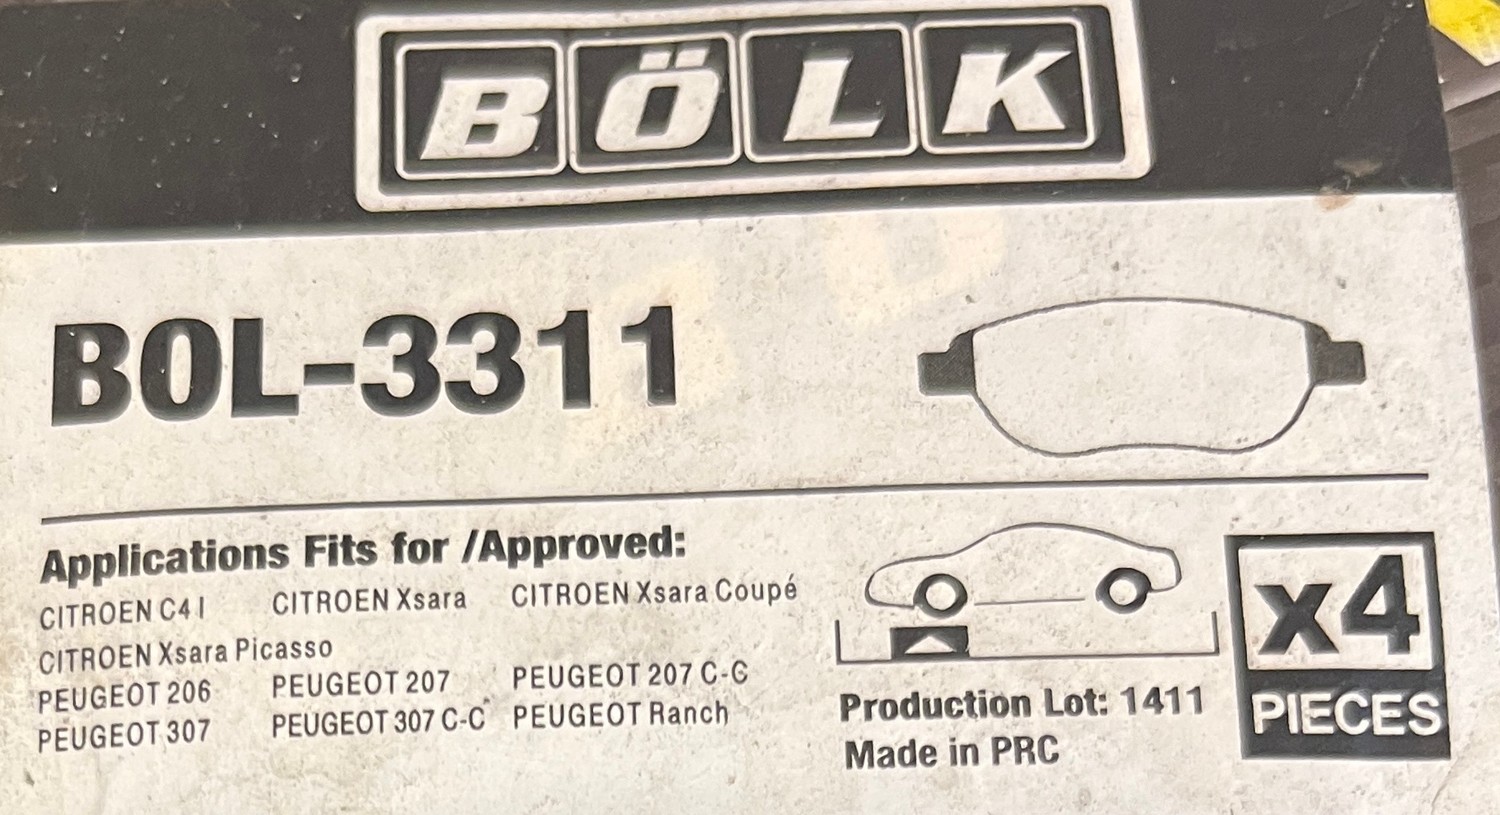 BÖLK
BOL-3311
Applications Fits for /Approved:
CITROEN C4 I CITROEN Xsara CITROEN Xsara Coupé
CITROEN Xsara Picasso
PEUGEOT 206 PEUGEOT 207 PEUGEOT 207 C-C
PEUGEOT 307 PEUGEOT 307 C-C PEUGEOT Ranch
Production Lot: 1411
Made in PRC
x4
PIECES